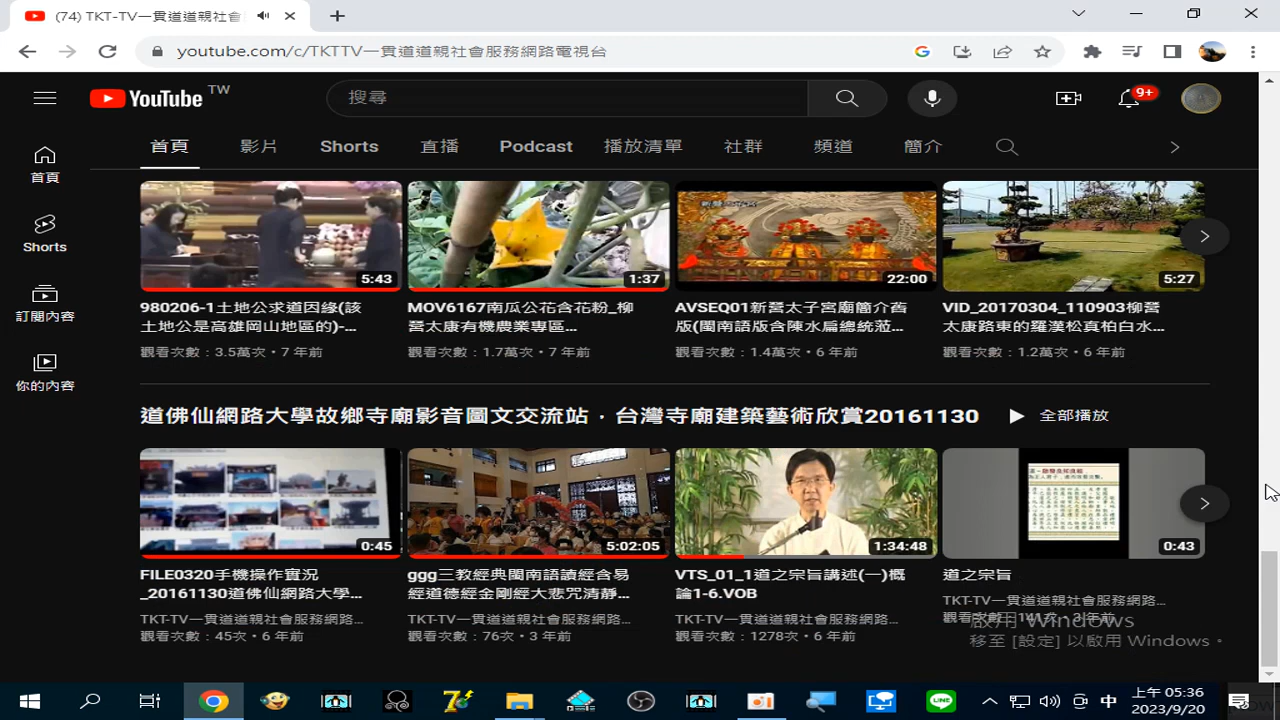 (74) TKT-TV一貫道道親社會
youtube.com/c/TKTTV一貫道道親社會服務網路電視台
YouTube TW
搜尋
9+
首頁 影片 Shorts 直播 Podcast 播放清單 社群 頻道 簡介
首頁
Shorts
訂閱內容
你的內容
5:43
1:37
22:00
5:27
980206-1土地公求道因緣(該
土地公是高雄岡山地區的)-...
觀看次數：3.5萬次・7 年前
MOV6167南瓜公花含花粉_柳
營太康有機農業專區...
觀看次數：1.7萬次・7 年前
AVSEQ01新營太子宮廟簡介舊
版(閩南語版含陳水扁總統蒞...
觀看次數：1.4萬次・6 年前
VID_20170304_110903柳營
太康路東的羅漢松真柏白水...
觀看次數：1.2萬次・6 年前
道佛仙網路大學故鄉寺廟影音圖文交流站・台灣寺廟建築藝術欣賞20161130
全部播放
0:45
5:02:05
1:34:48
0:43
FILE0320手機操作實況
_20161130道佛仙網路大學...
TKT-TV一貫道道親社會服務網路...
觀看次數：45次・6 年前
ggg三教經典閩南語讀經含易
經道德經金剛經大悲咒清靜...
TKT-TV一貫道道親社會服務網路...
觀看次數：76次・3 年前
VTS_01_1道之宗旨講述(一)概
論1-6.VOB
TKT-TV一貫道道親社會服務網路...
觀看次數：1278次・6 年前
道之宗旨
TKT-TV一貫道道親社會服務網路...
啟用 Windows
移至 [設定] 以啟用 Windows。
中
上午 05:36
2023/9/20